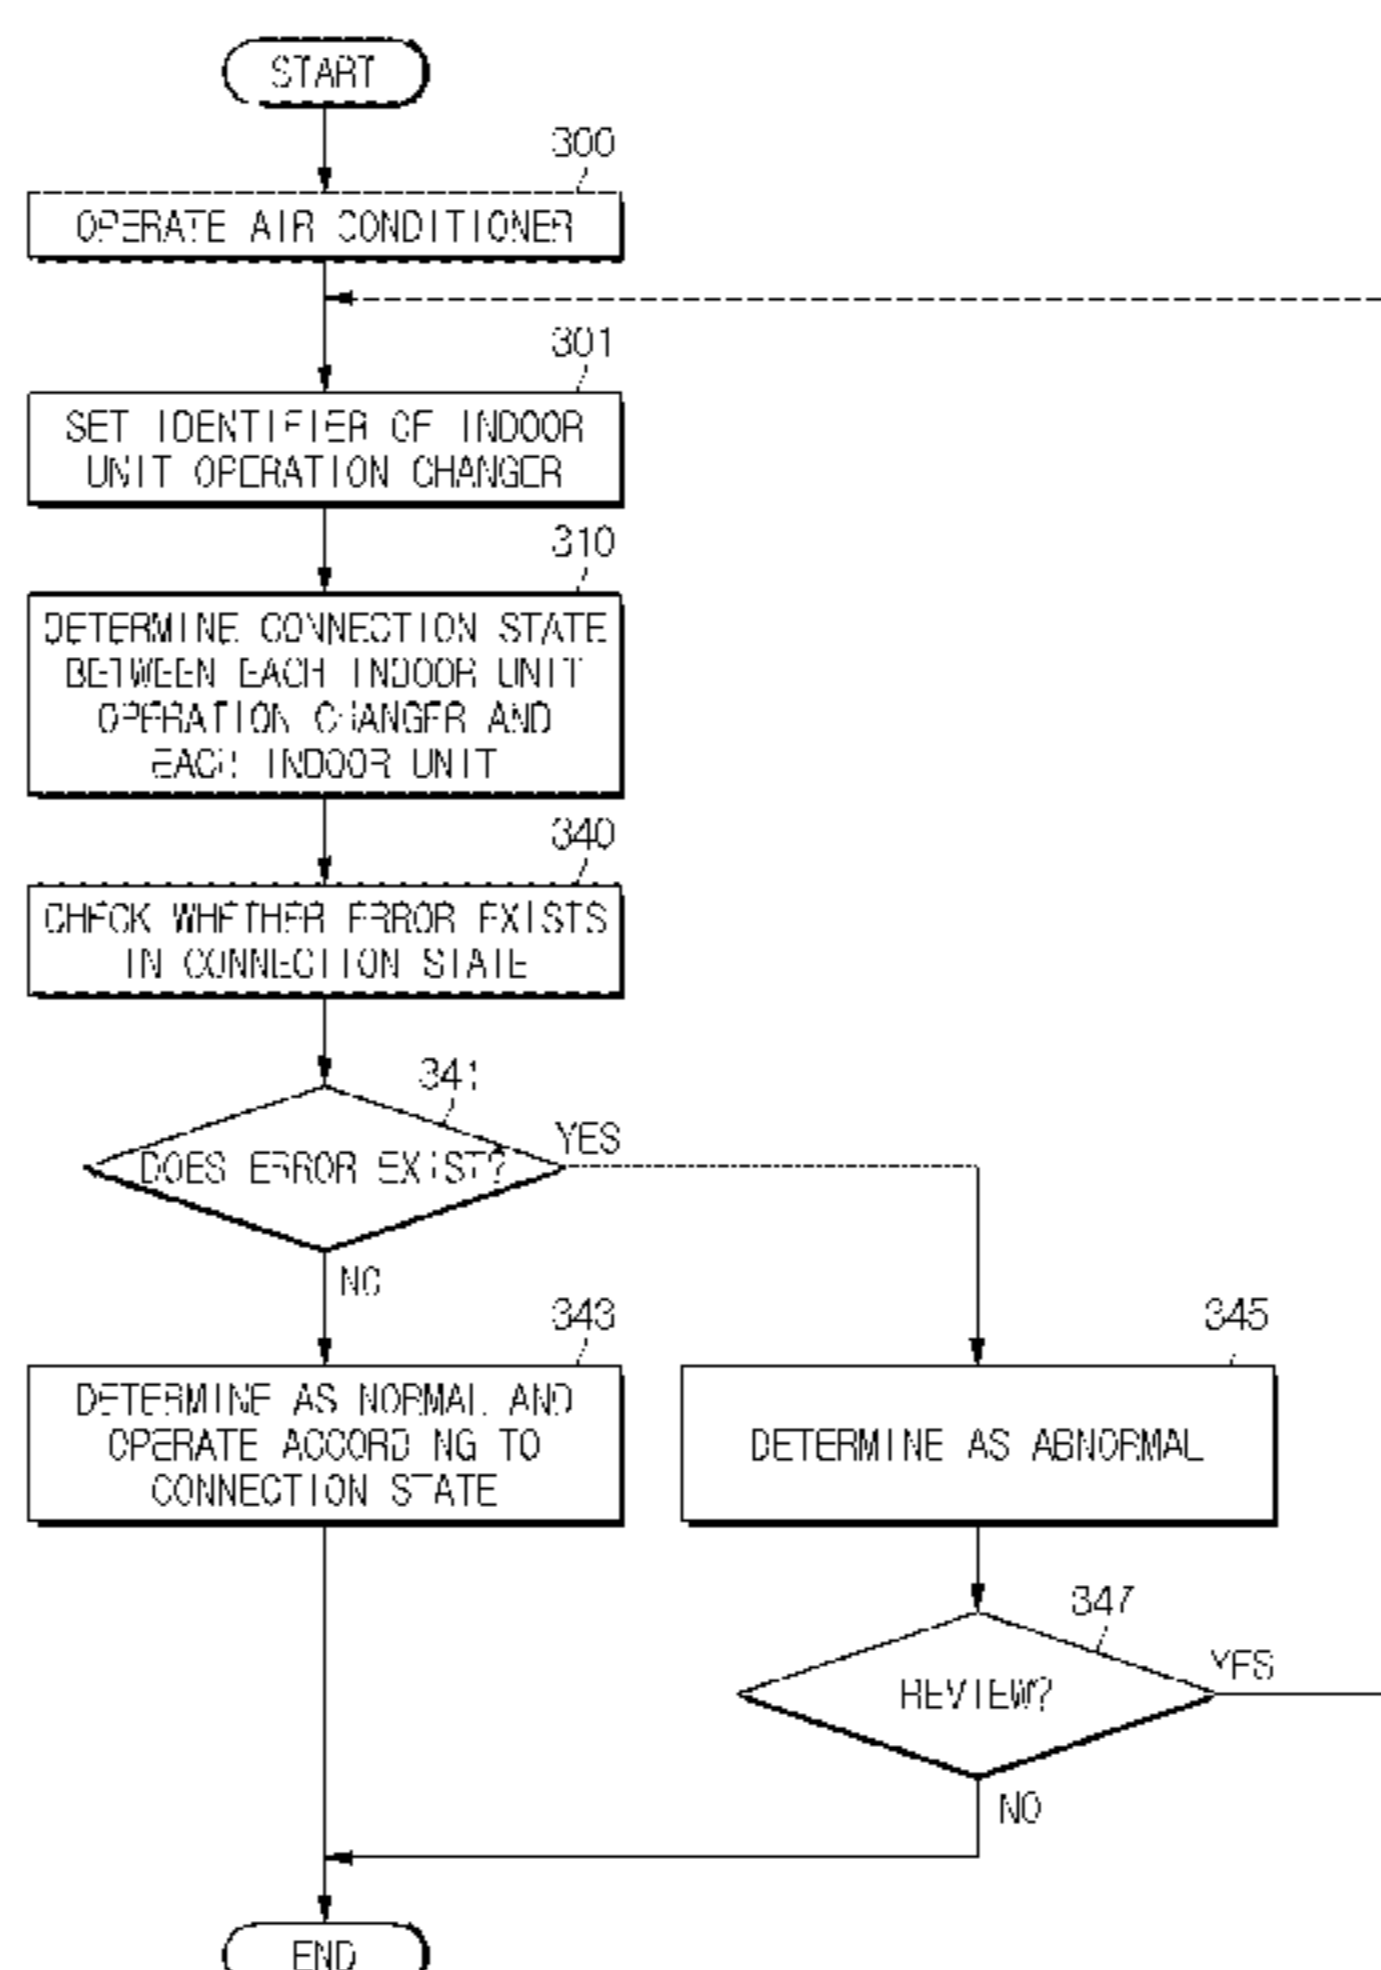 START
300
OPERATE AIR CONDITIONER
301
SET IDENTIFIER OF INDOOR
UNIT OPERATION CHANGER
310
DETERMINE CONNECTION STATE
BETWEEN EACH INDOOR UNIT
OPERATION CHANGER AND
EACH INDOOR UNIT
340
CHECK WHETHER ERROR EXISTS
IN CONNECTION STATE
341
DOES ERROR EXIST?
YES
NO
343
DETERMINE AS NORMAL AND
OPERATE ACCORDING TO
CONNECTION STATE
345
DETERMINE AS ABNORMAL
347
REVIEW?
YES
NO
END